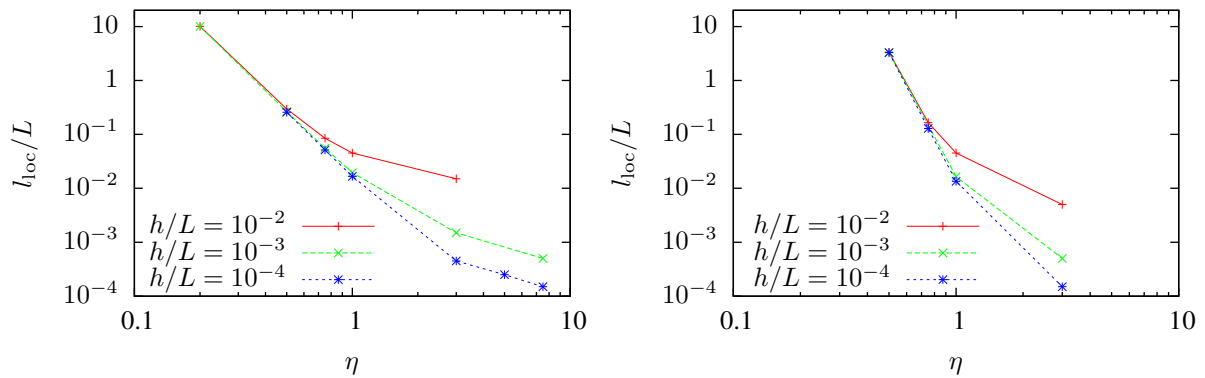 10
1
10⁻¹
10⁻²
10⁻³
10⁻⁴
l_loc/L
h/L = 10⁻²
h/L = 10⁻³
h/L = 10⁻⁴
0.1
1
10
η
10
1
10⁻¹
10⁻²
10⁻³
10⁻⁴
l_loc/L
h/L = 10⁻²
h/L = 10⁻³
h/L = 10⁻⁴
0.1
1
10
η